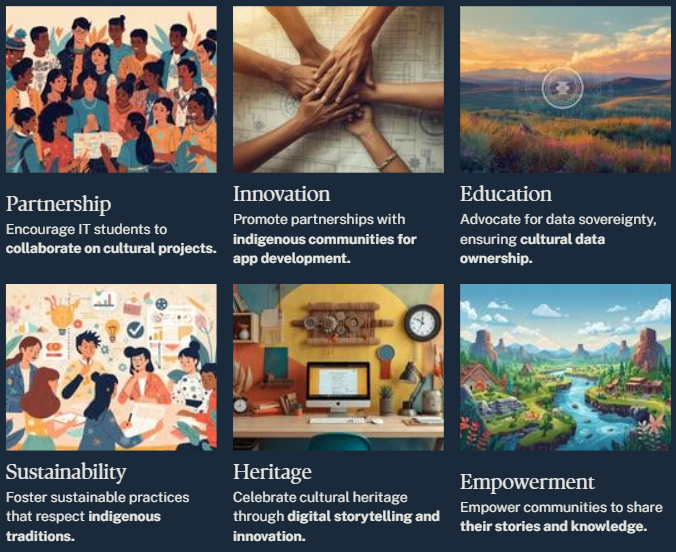 Partnership
Encourage IT students to
collaborate on cultural projects.
Innovation
Promote partnerships with
indigenous communities for
app development.
Education
Advocate for data sovereignty,
ensuring cultural data
ownership.
Sustainability
Foster sustainable practices
that respect indigenous
traditions.
Heritage
Celebrate cultural heritage
through digital storytelling and
innovation.
Empowerment
Empower communities to share
their stories and knowledge.